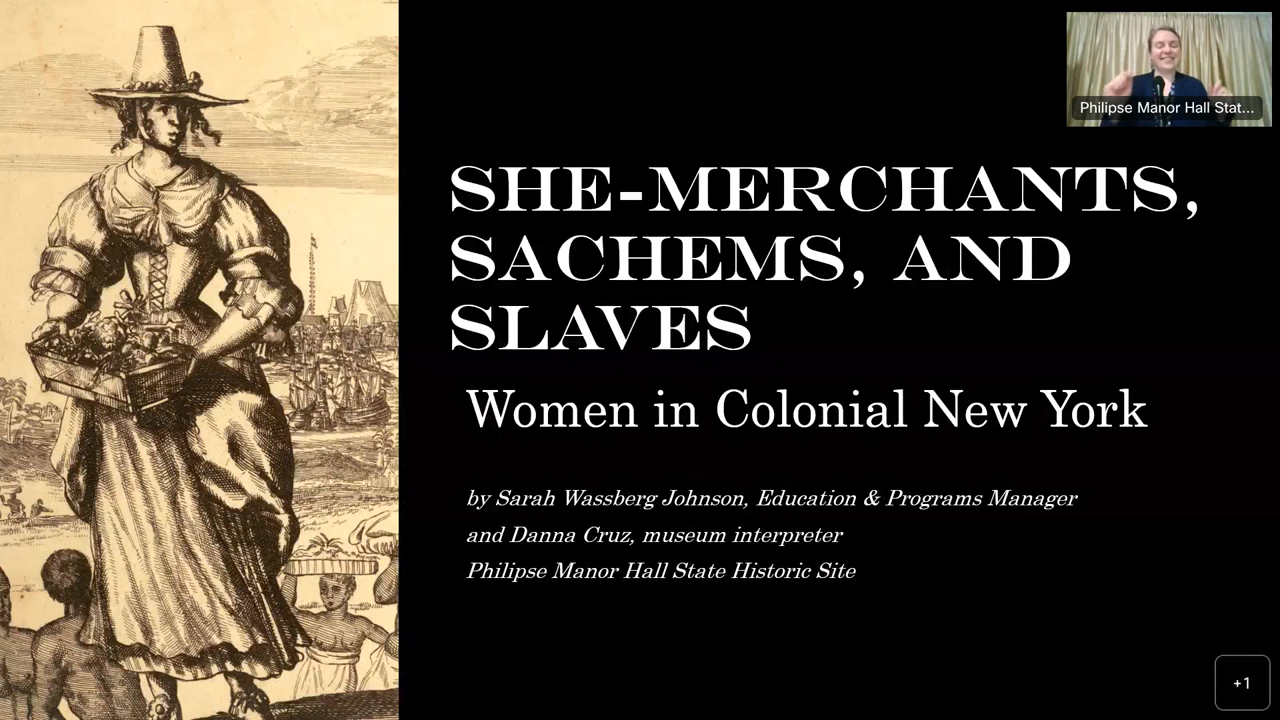 Philipse Manor Hall Stat...
SHE-MERCHANTS,
SACHEMS, AND
SLAVES
Women in Colonial New York
by Sarah Wassberg Johnson, Education & Programs Manager
and Danna Cruz, museum interpreter
Philipse Manor Hall State Historic Site
+1